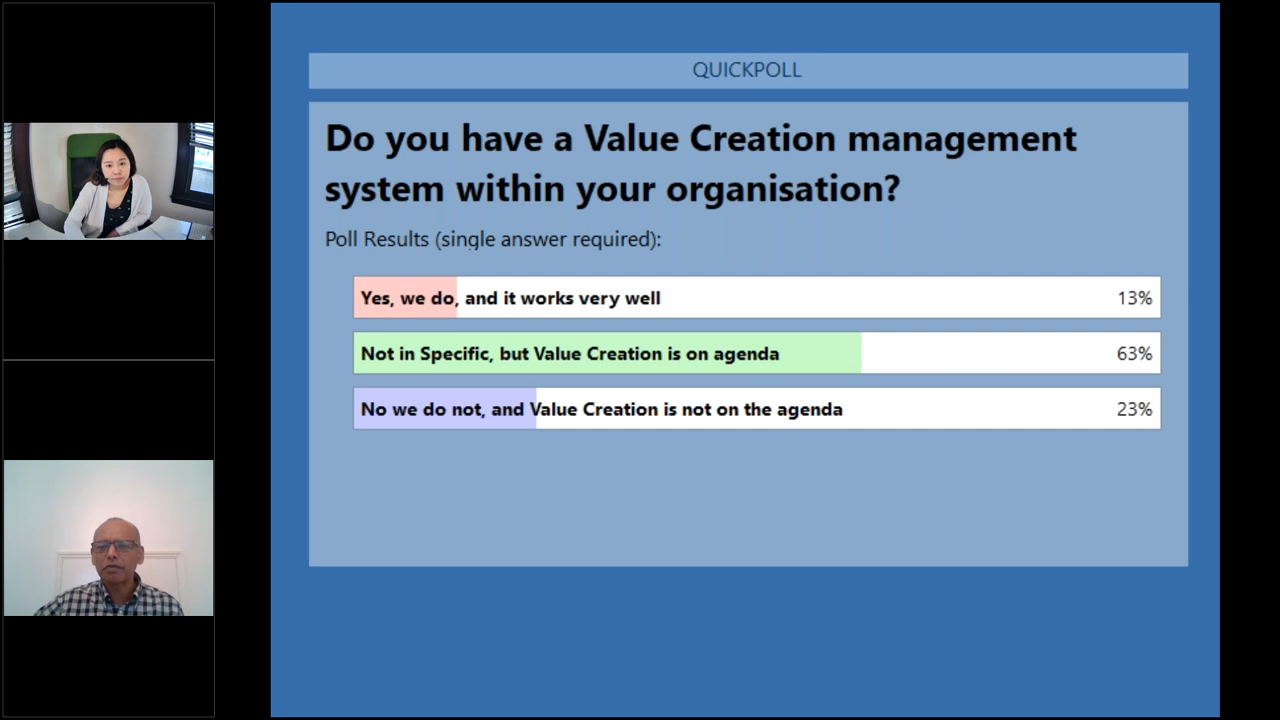 QUICKPOLL
Do you have a Value Creation management
system within your organisation?
Poll Results (single answer required):
Yes, we do, and it works very well 13%
Not in Specific, but Value Creation is on agenda 63%
No we do not, and Value Creation is not on the agenda 23%